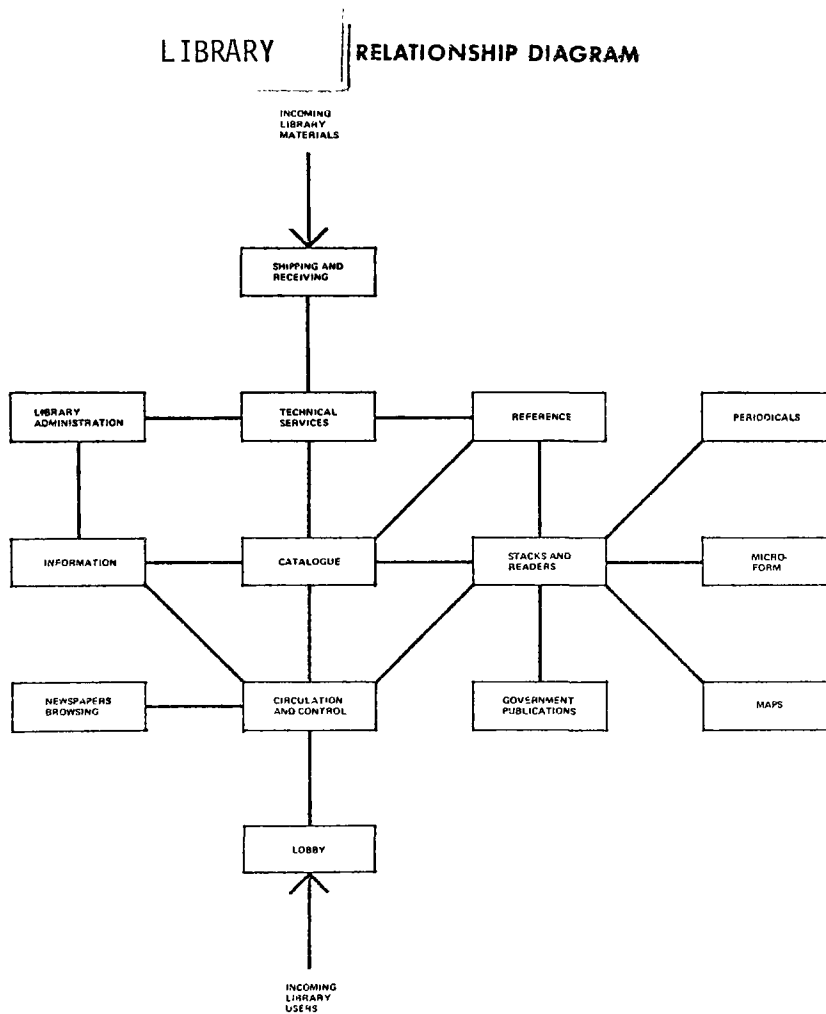 LIBRARY RELATIONSHIP DIAGRAM
INCOMING
LIBRARY
MATERIALS
SHIPPING AND
RECEIVING
LIBRARY
ADMINISTRATION
TECHNICAL
SERVICES
REFERENCE
PERIODICALS
INFORMATION
CATALOGUE
STACKS AND
READERS
MICRO-
FORM
NEWSPAPERS
BROWSING
CIRCULATION
AND CONTROL
GOVERNMENT
PUBLICATIONS
MAPS
LOBBY
INCOMING
LIBRARY
USERS